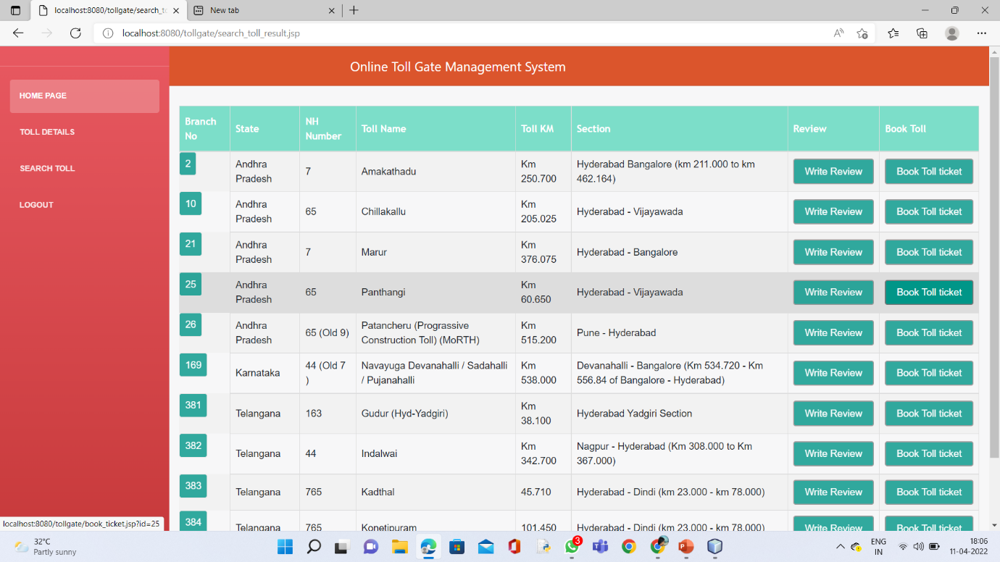 localhost:8080/tollgate/search_to
New tab
localhost:8080/tollgate/search_toll_result.jsp
Online Toll Gate Management System
HOME PAGE
TOLL DETAILS
SEARCH TOLL
LOGOUT
Branch No State NH Number Toll Name Toll KM Section Review Book Toll
2 Andhra Pradesh 7 Amakathadu Km 250.700 Hyderabad Bangalore (km 211.000 to km 462.164) Write Review Book Toll ticket
10 Andhra Pradesh 65 Chillakallu Km 205.025 Hyderabad - Vijayawada Write Review Book Toll ticket
21 Andhra Pradesh 7 Marur Km 376.075 Hyderabad - Bangalore Write Review Book Toll ticket
25 Andhra Pradesh 65 Panthangi Km 60.650 Hyderabad - Vijayawada Write Review Book Toll ticket
26 Andhra Pradesh 65 (Old 9) Patancheru (Prograssive Construction Toll) (MoRTH) Km 515.200 Pune - Hyderabad Write Review Book Toll ticket
169 Karnataka 44 (Old 7 ) Navayuga Devanahalli / Sadahalli / Pujanahalli Km 538.000 Devanahalli - Bangalore (Km 534.720 - Km 556.84 of Bangalore - Hyderabad) Write Review Book Toll ticket
381 Telangana 163 Gudur (Hyd-Yadgiri) Km 38.100 Hyderabad Yadgiri Section Write Review Book Toll ticket
382 Telangana 44 Indalwai Km 342.700 Nagpur - Hyderabad (Km 308.000 to Km 367.000) Write Review Book Toll ticket
383 Telangana 765 Kadthal 45.710 Hyderabad - Dindi (km 23.000 - km 78.000) Write Review Book Toll ticket
384 Telangana 765 Konetipuram 101.450 Hyderabad - Dindi (km 23.000 - km 78.000) Write Review Book Toll ticket
localhost:8080/tollgate/book_ticket.jsp?id=25
32°C
Partly sunny
3
ENG
IN
18:06
11-04-2022